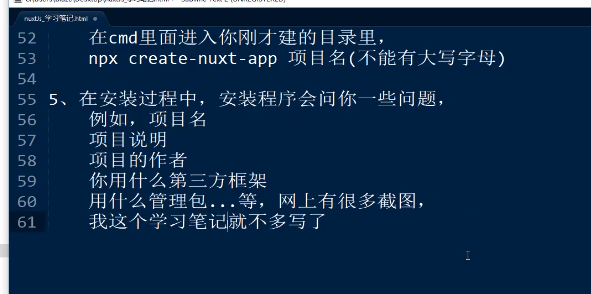 nuxtJs_学习笔记.html
52 在cmd里面进入你刚才建的目录里，
53 npx create-nuxt-app 项目名(不能有大写字母)
54
55 5、在安装过程中，安装程序会问你一些问题，
56 例如，项目名
57 项目说明
58 项目的作者
59 你用什么第三方框架
60 用什么管理包...等，网上有很多截图，
61 我这个学习笔记就不多写了